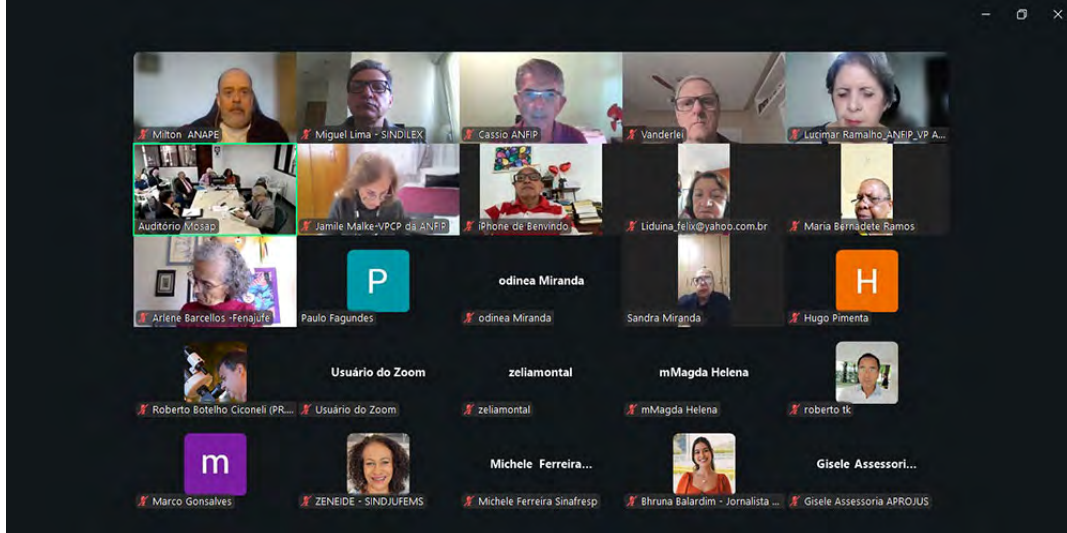 Milton ANAPE
Miguel Lima - SINDILEX
Cassio ANFIP
Vanderlei
Lucimar Ramalho_ANFIP_VP A...
Auditório Mosap
Jamile Malke-VPCP da ANFIP
iPhone de Benvindo
Liduina_felix@yahoo.com.br
Maria Bernadete Ramos
Arlene Barcellos -Fenajufe
P
Paulo Fagundes
odinea Miranda
odinea Miranda
Sandra Miranda
H
Hugo Pimenta
Roberto Botelho Ciconeli (PR....
Usuário do Zoom
Usuário do Zoom
zeliamontal
zeliamontal
mMagda Helena
mMagda Helena
roberto tk
m
Marco Gonsalves
ZENEIDE - SINDJUFEMS
Michele Ferreira...
Michele Ferreira Sinafresp
Bhruna Balardim - Jornalista ...
Gisele Assessori...
Gisele Assessoria APROJUS